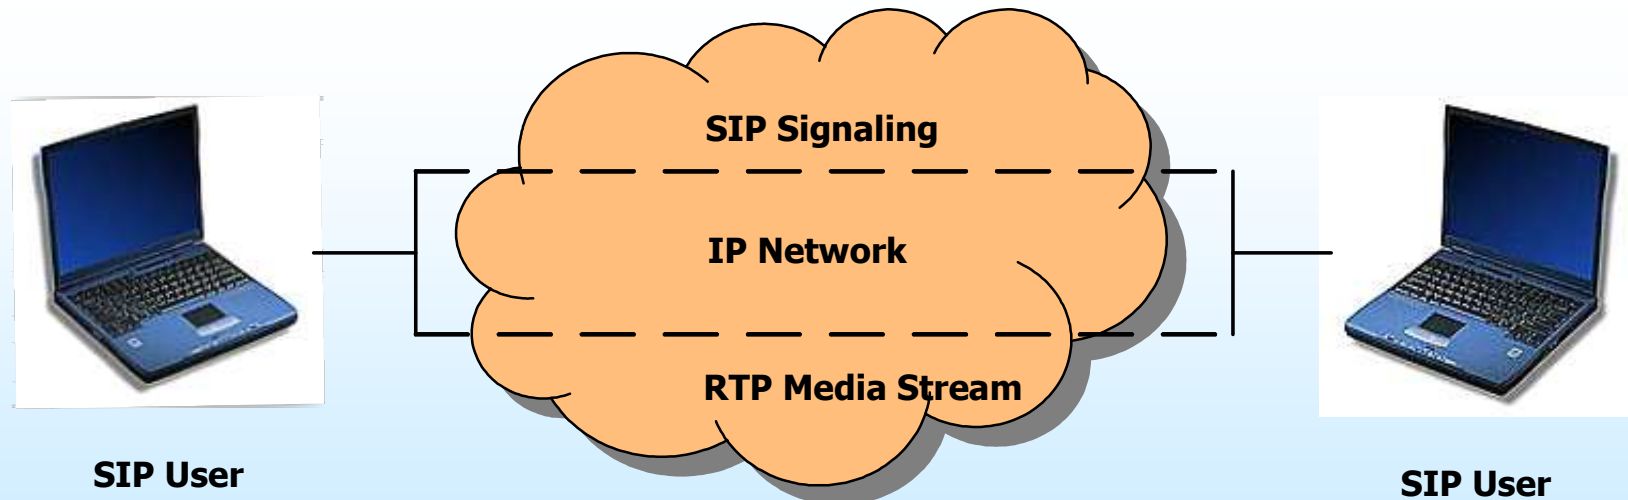 SIP Signaling
IP Network
RTP Media Stream
SIP User
SIP User